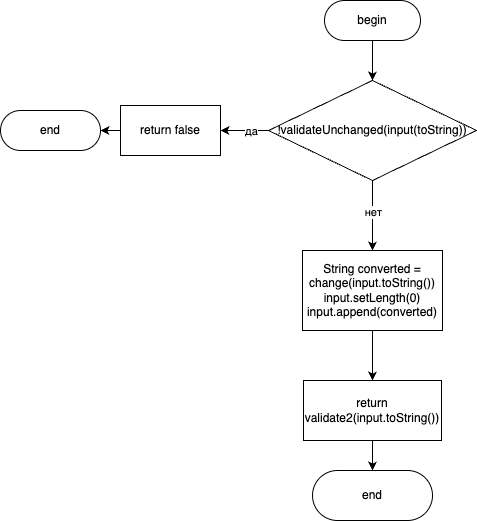 begin
!validateUnchanged(input(toString))
да
return false
end
нет
String converted =
change(input.toString())
input.setLength(0)
input.append(converted)
return
validate2(input.toString())
end